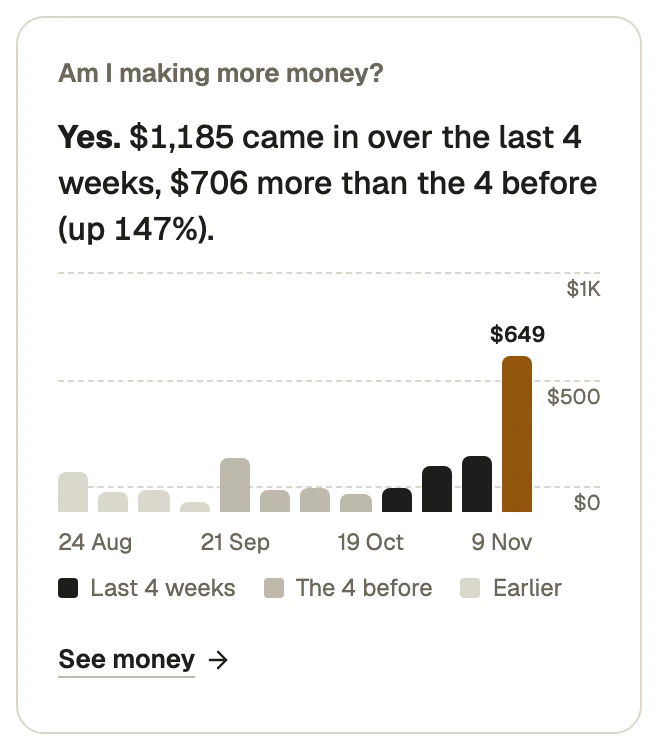 Am I making more money?
Yes. $1,185 came in over the last 4
weeks, $706 more than the 4 before
(up 147%).
$1K
$649
$500
$0
24 Aug 21 Sep 19 Oct 9 Nov
Last 4 weeks The 4 before Earlier
See money →